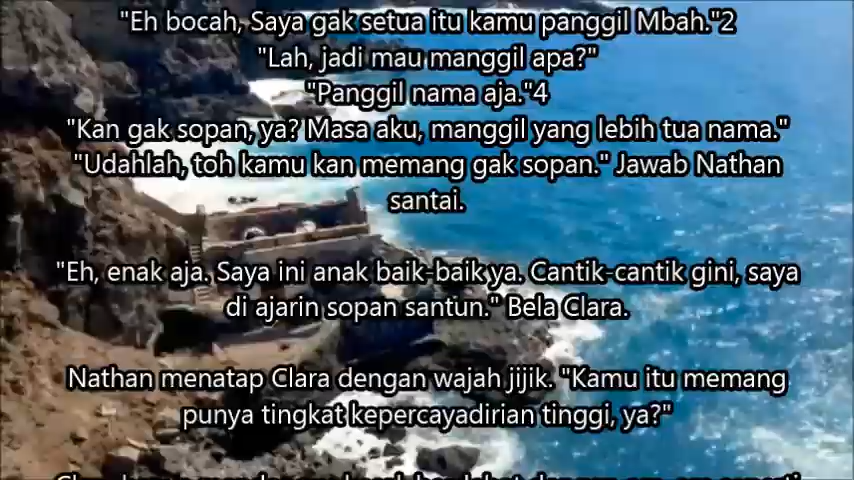 "Eh bocah, Saya gak setua itu kamu panggil Mbah."2
"Lah, jadi mau manggil apa?"
"Panggil nama aja."4
"Kan gak sopan, ya? Masa aku, manggil yang lebih tua nama."
"Udahlah, toh kamu kan memang gak sopan." Jawab Nathan
santai.
"Eh, enak aja. Saya ini anak baik-baik ya. Cantik-cantik gini, saya
di ajarin sopan santun." Bela Clara.
Nathan menatap Clara dengan wajah jijik. "Kamu itu memang
punya tingkat kepercayadirian tinggi, ya?"